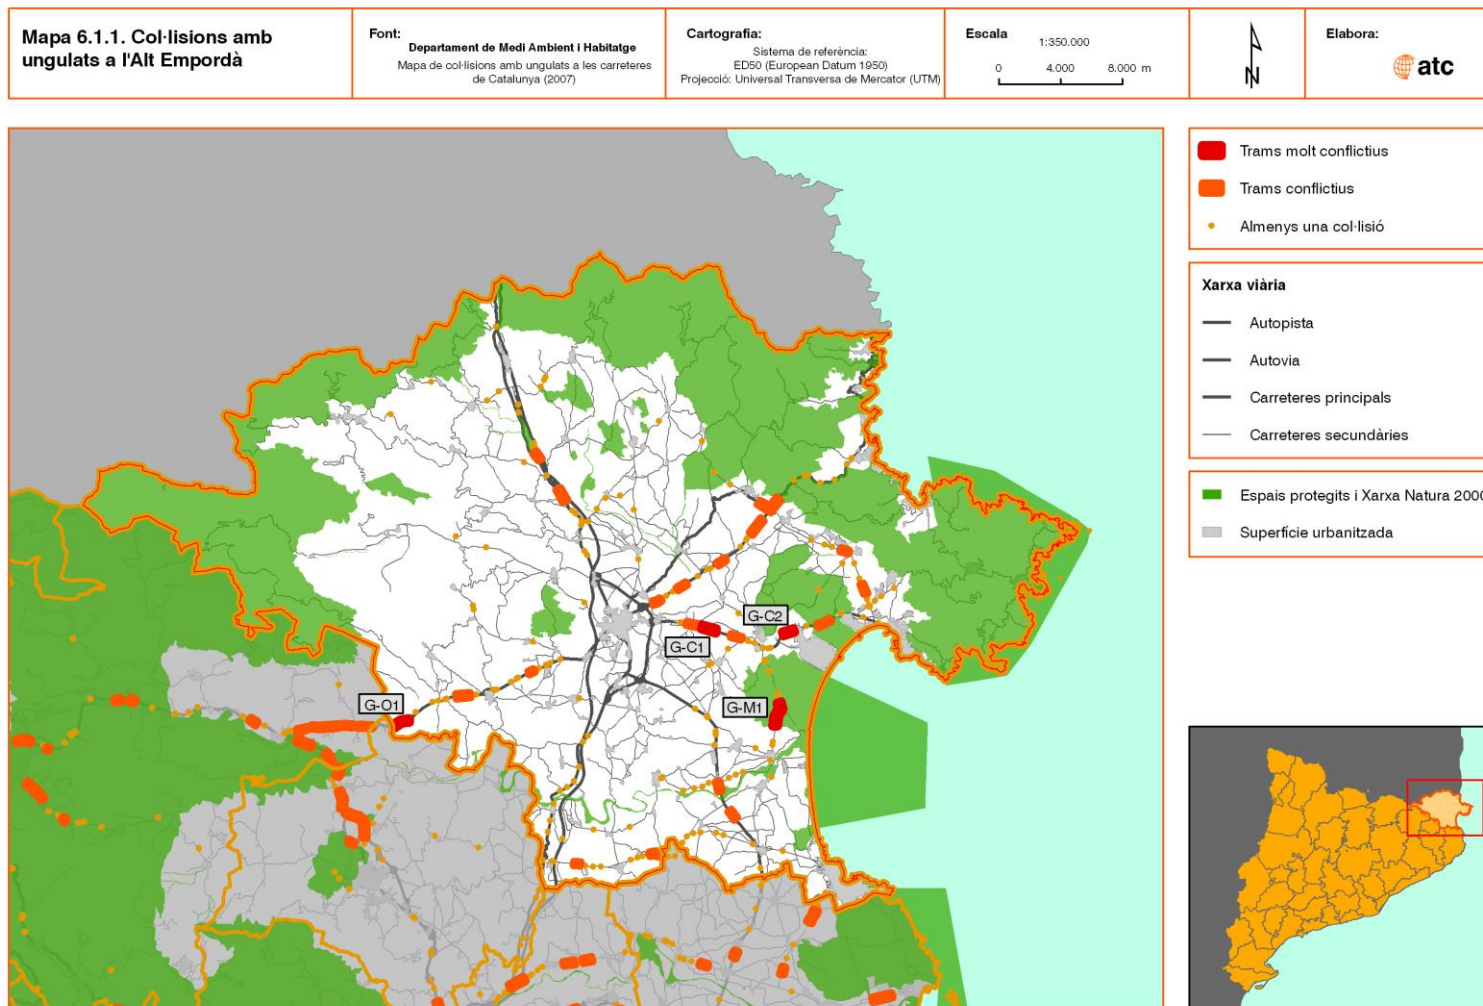 Mapa 6.1.1. Col·lisions amb
ungulats a l'Alt Empordà
Font:
Departament de Medi Ambient i Habitatge
Mapa de col·lisions amb ungulats a les carreteres
de Catalunya (2007)
Cartografia:
Sistema de referència:
ED50 (European Datum 1950)
Projecció: Universal Transversa de Mercator (UTM)
Escala
1:350.000
0 4.000 8.000 m
N
Elabora:
atc
Trams molt conflictius
Trams conflictius
Almenys una col·lisió
Xarxa viària
Autopista
Autovia
Carreteres principals
Carreteres secundàries
Espais protegits i Xarxa Natura 2000
Superfície urbanitzada
G-C2
G-C1
G-O1
G-M1